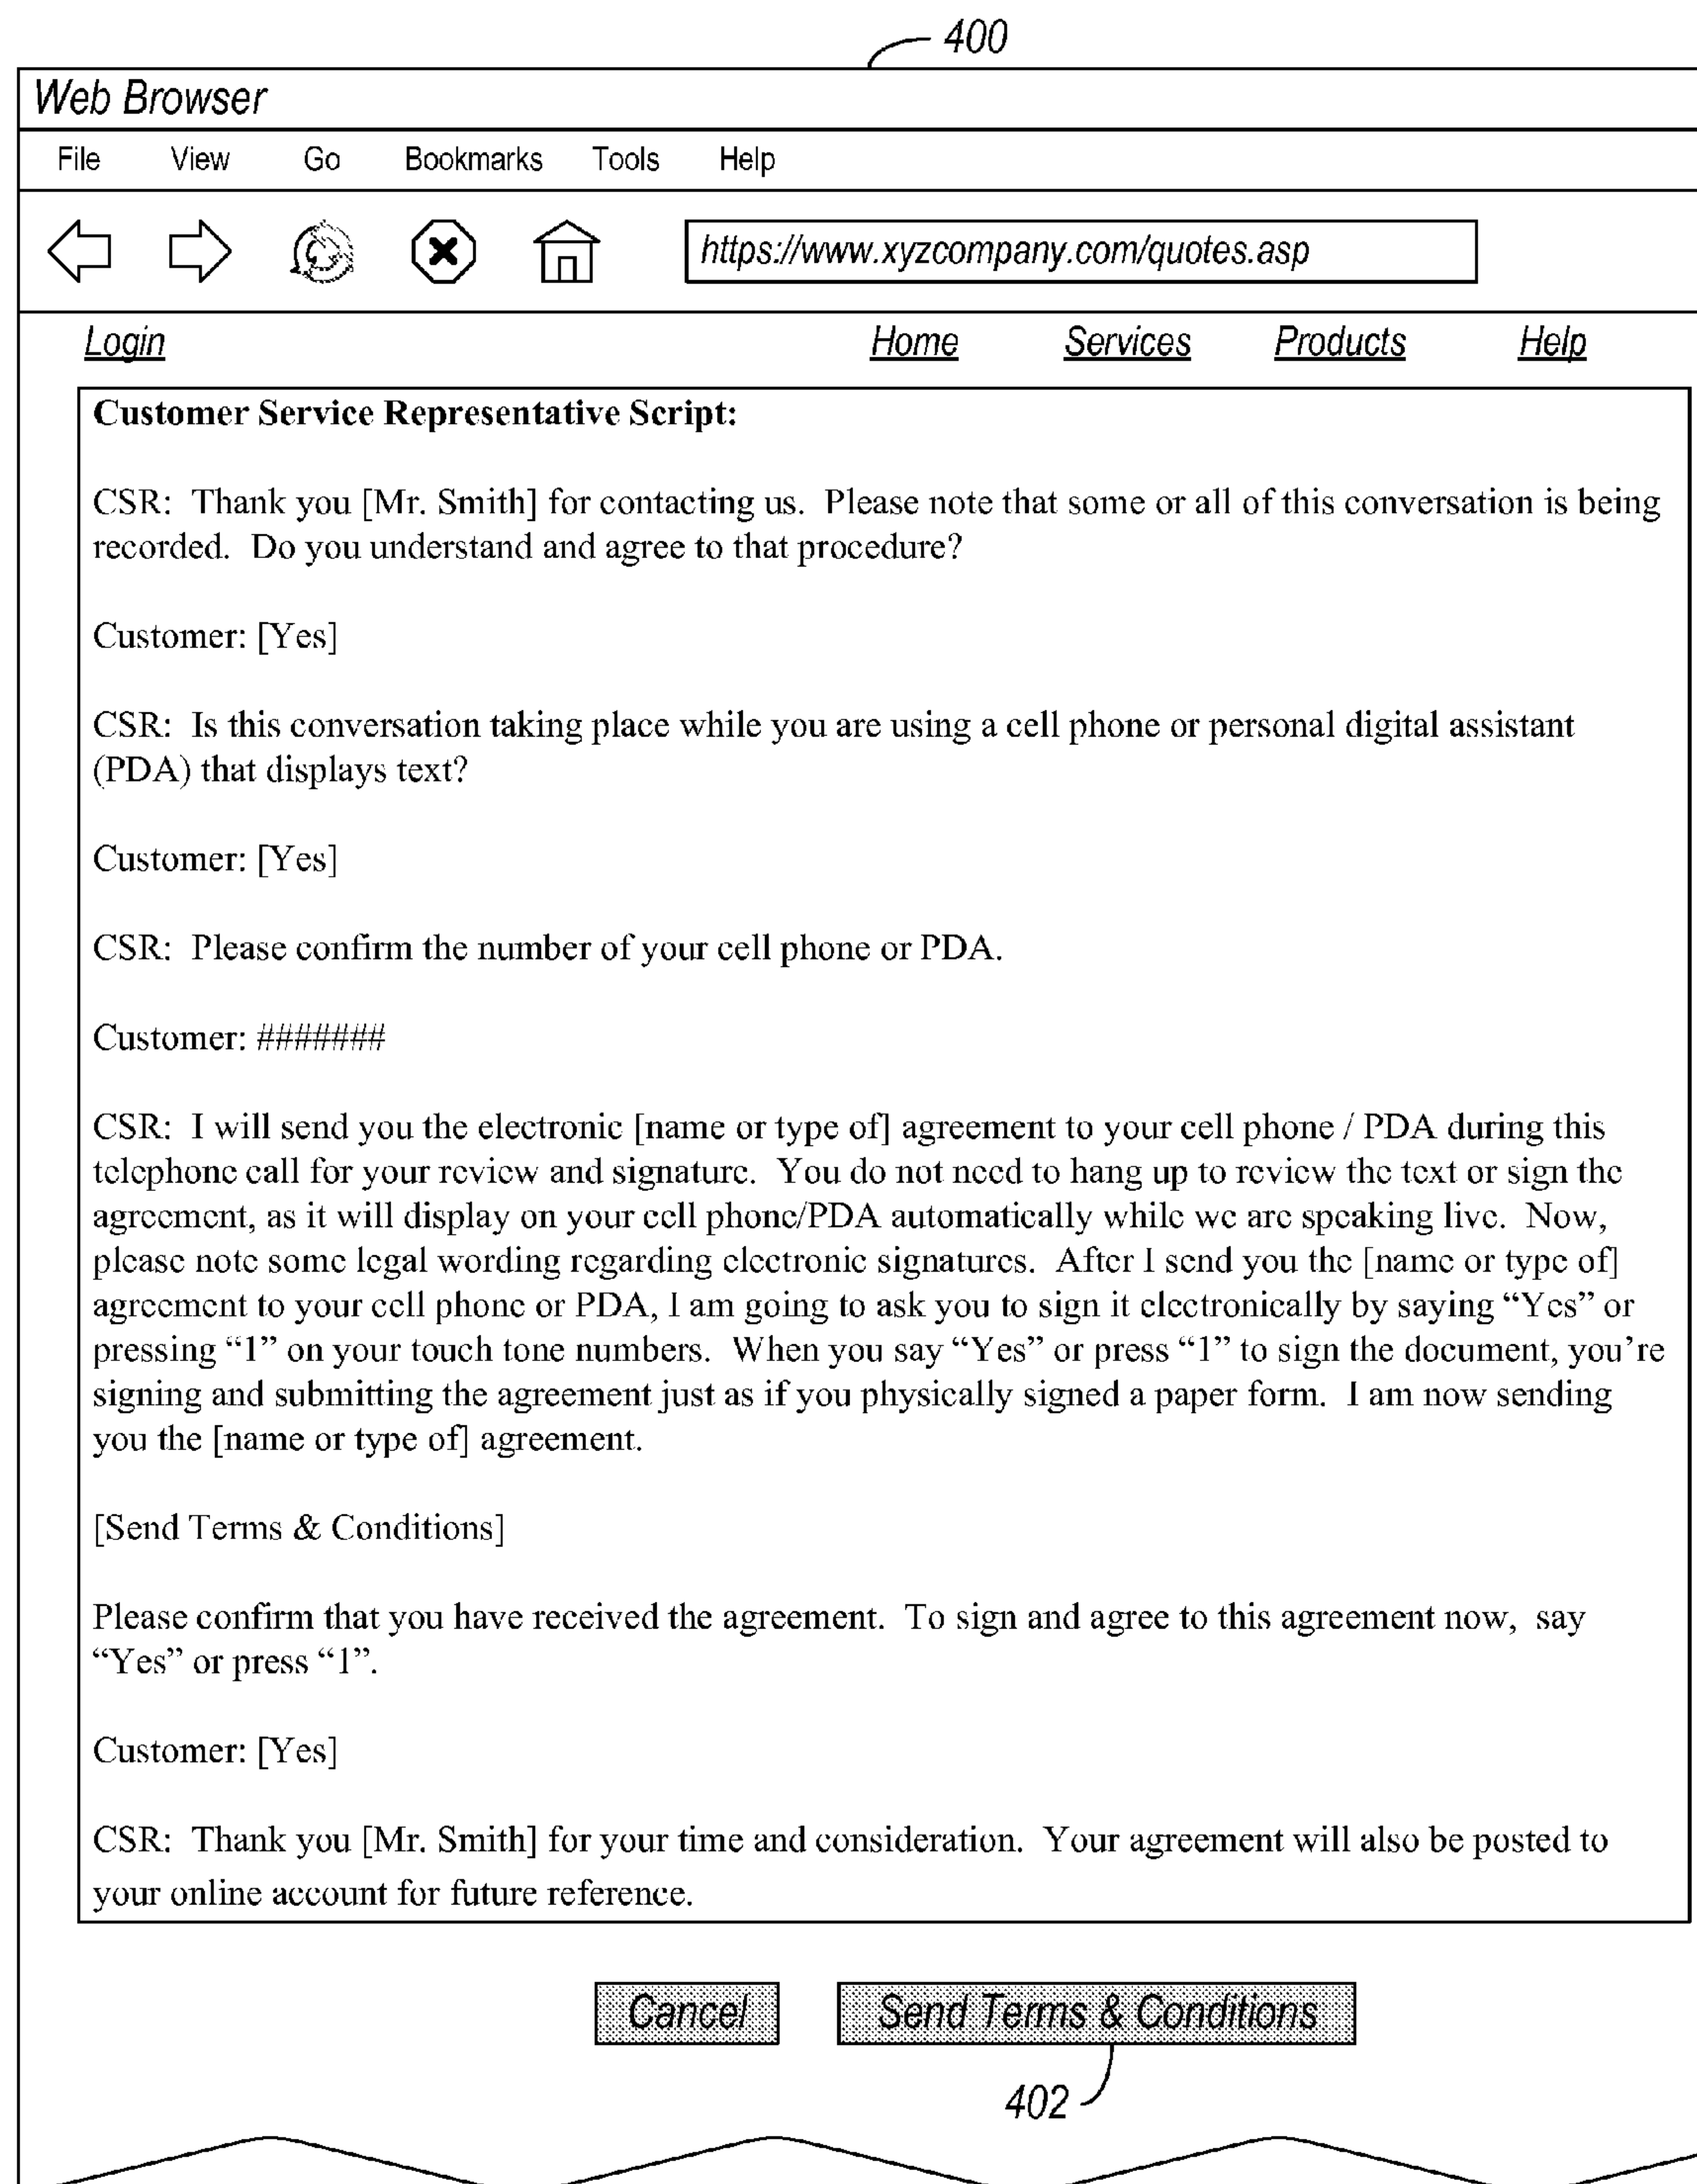 400
Web Browser
File View Go Bookmarks Tools Help
https://www.xyzcompany.com/quotes.asp
Login Home Services Products Help
Customer Service Representative Script:
CSR:  Thank you [Mr. Smith] for contacting us.  Please note that some or all of this conversation is being
recorded.  Do you understand and agree to that procedure?
Customer: [Yes]
CSR:  Is this conversation taking place while you are using a cell phone or personal digital assistant
(PDA) that displays text?
Customer: [Yes]
CSR:  Please confirm the number of your cell phone or PDA.
Customer: #######
CSR:  I will send you the electronic [name or type of] agreement to your cell phone / PDA during this
telephone call for your review and signature.  You do not need to hang up to review the text or sign the
agreement, as it will display on your cell phone/PDA automatically while we are speaking live.  Now,
please note some legal wording regarding electronic signatures.  After I send you the [name or type of]
agreement to your cell phone or PDA, I am going to ask you to sign it electronically by saying “Yes” or
pressing “1” on your touch tone numbers.  When you say “Yes” or press “1” to sign the document, you’re
signing and submitting the agreement just as if you physically signed a paper form.  I am now sending
you the [name or type of] agreement.
[Send Terms & Conditions]
Please confirm that you have received the agreement.  To sign and agree to this agreement now,  say
“Yes” or press “1”.
Customer: [Yes]
CSR:  Thank you [Mr. Smith] for your time and consideration.  Your agreement will also be posted to
your online account for future reference.
Cancel Send Terms & Conditions
402